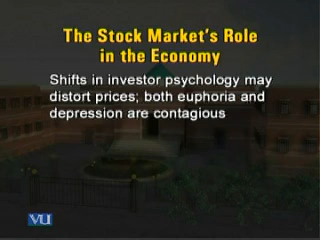 The Stock Market's Role
in the Economy
Shifts in investor psychology may
distort prices; both euphoria and
depression are contagious
VU